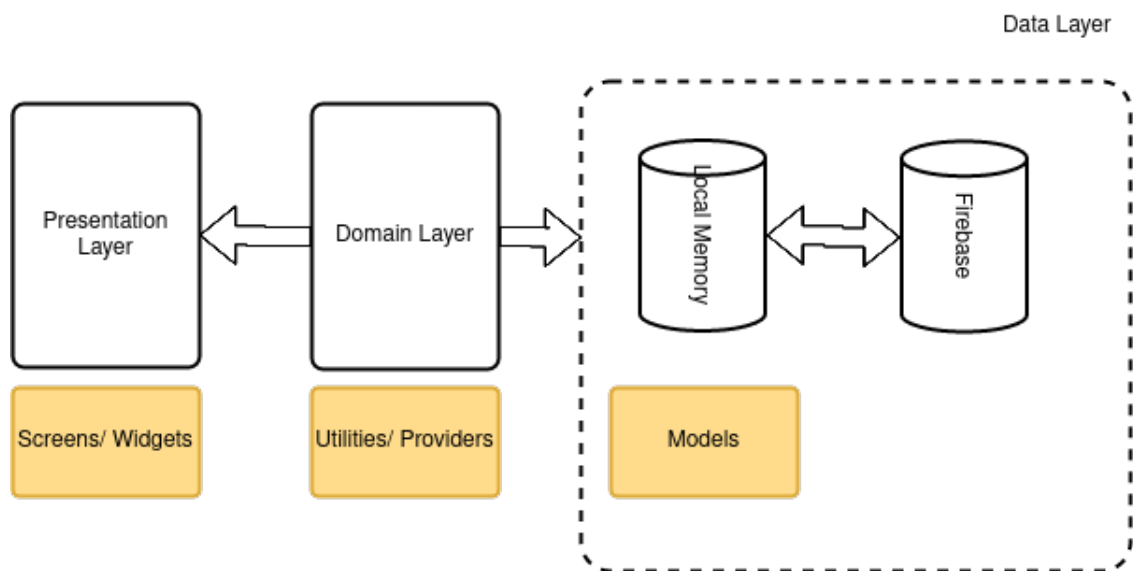 Data Layer
Presentation
Layer
Domain Layer
Local Memory
Firebase
Screens/ Widgets
Utilities/ Providers
Models